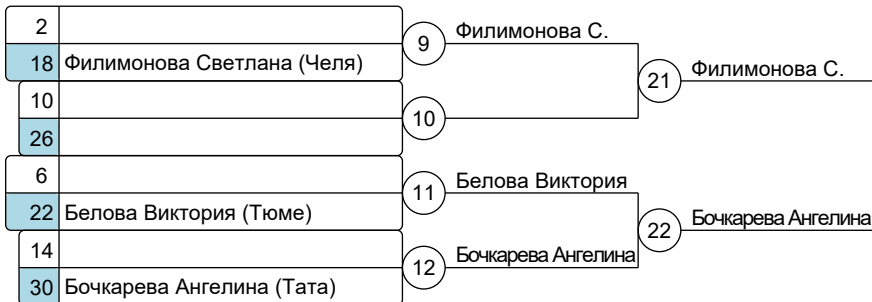 2
Филимонова С.
9
18 Филимонова Светлана (Челя)
Филимонова С.
21
10
10
26
6
Белова Виктория
11
22 Белова Виктория (Тюме)
Бочкарева Ангелина
22
14
Бочкарева Ангелина
12
30 Бочкарева Ангелина (Тата)